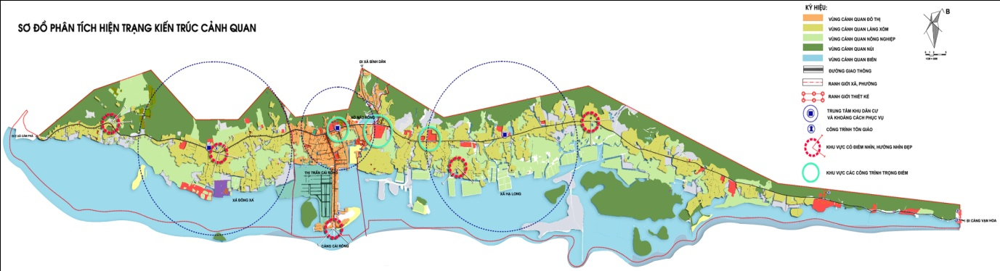 SƠ ĐỒ PHÂN TÍCH HIỆN TRẠNG KIẾN TRÚC CẢNH QUAN
KÝ HIỆU:
VÙNG CẢNH QUAN ĐÔ THỊ
VÙNG CẢNH QUAN LÀNG XÓM
VÙNG CẢNH QUAN NÔNG NGHIỆP
VÙNG CẢNH QUAN NÚI
VÙNG CẢNH QUAN BIỂN
ĐƯỜNG GIAO THÔNG
RANH GIỚI XÃ, PHƯỜNG
RANH GIỚI THIẾT KẾ
TRUNG TÂM KHU DÂN CƯ
VÀ KHOẢNG CÁCH PHỤC VỤ
CÔNG TRÌNH TÔN GIÁO
KHU VỰC CÓ ĐIỂM NHÌN, HƯỚNG NHÌN ĐẸP
KHU VỰC CÁC CÔNG TRÌNH TRỌNG ĐIỂM
B
ĐI XÃ BÌNH DÂN
THỊ TRẤN CÁI RỒNG
XÃ ĐÔNG XÁ
XÃ HẠ LONG
CẢNG CÁI RỒNG
ĐI CẢNG VẠN HOA